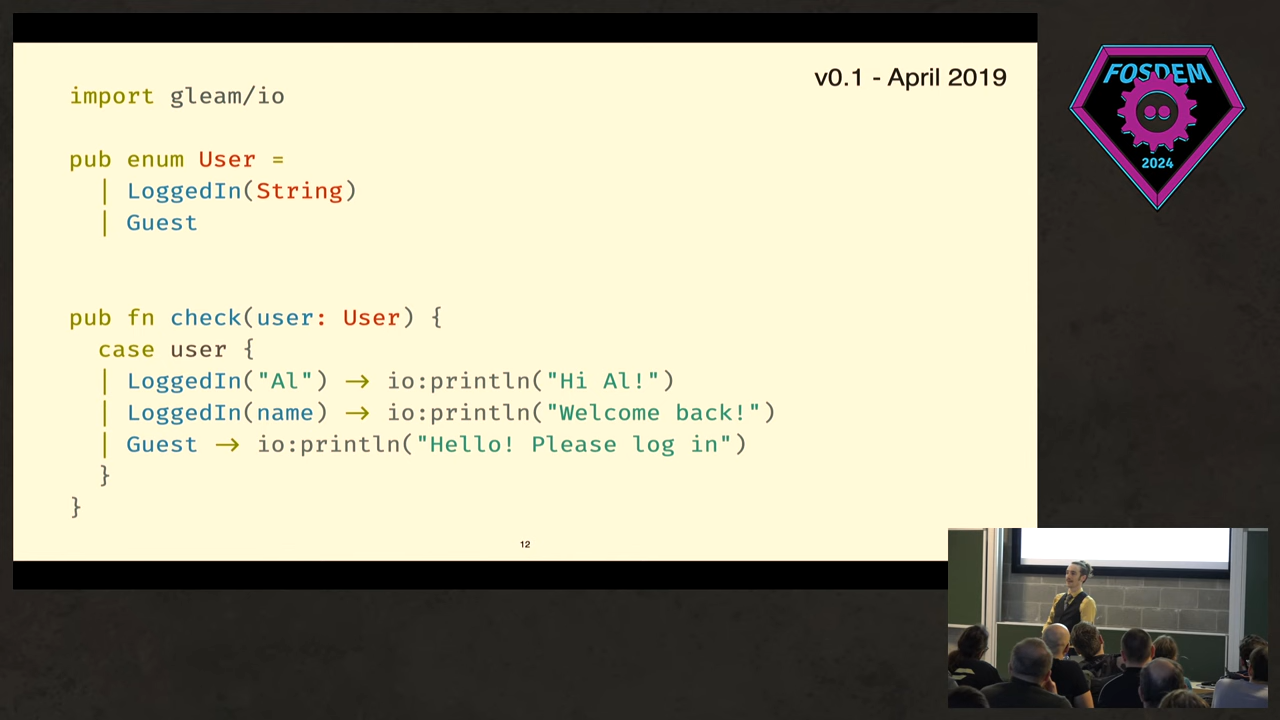 v0.1 - April 2019
import gleam/io
pub enum User =
| LoggedIn(String)
| Guest
pub fn check(user: User) {
case user {
| LoggedIn("Al") → io:println("Hi Al!")
| LoggedIn(name) → io:println("Welcome back!")
| Guest → io:println("Hello! Please log in")
}
}
12
FOSDEM
2024